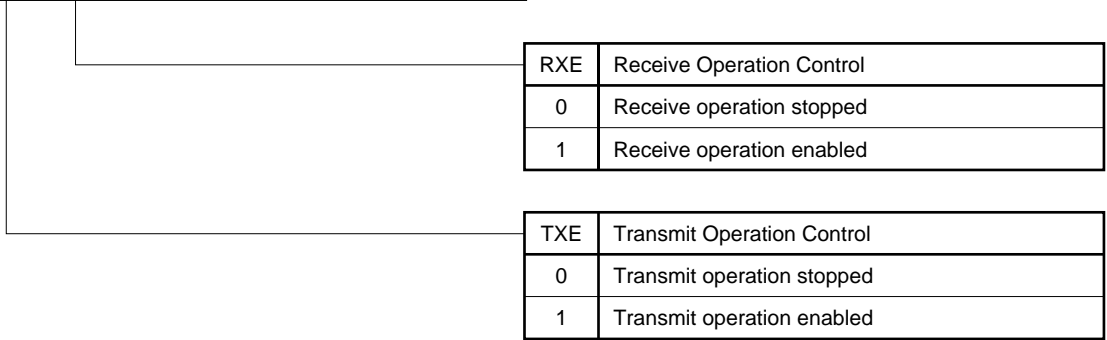 RXE Receive Operation Control
0 Receive operation stopped
1 Receive operation enabled
TXE Transmit Operation Control
0 Transmit operation stopped
1 Transmit operation enabled